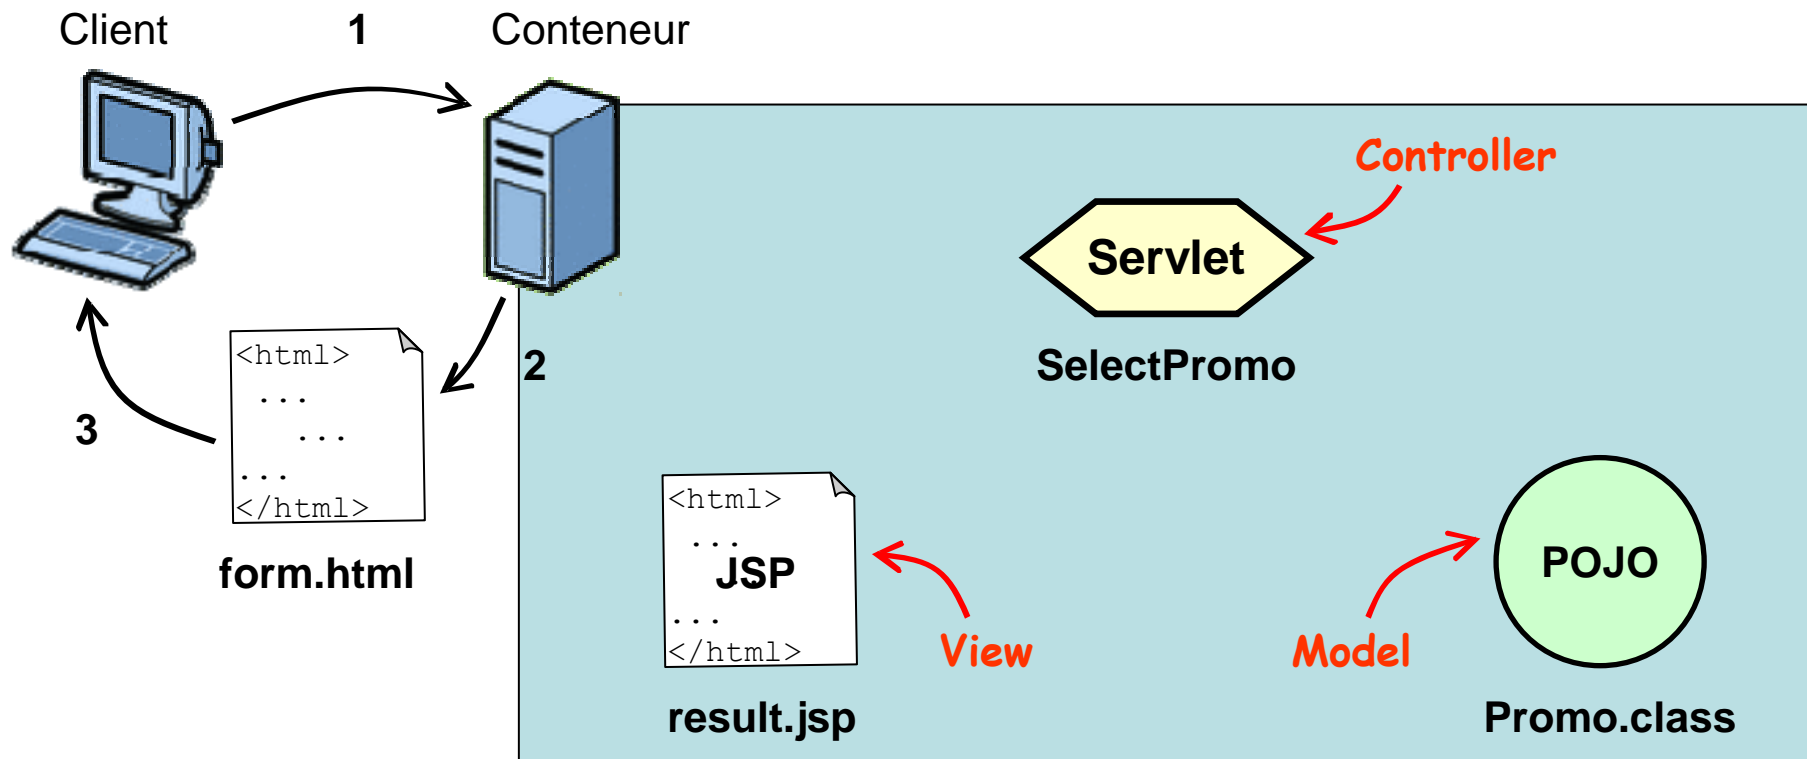 Client 1 Conteneur
Controller
Servlet
SelectPromo
2
3
<html>
...
...
...
</html>
form.html
<html>
...
JSP
...
</html>
result.jsp
View
Model
POJO
Promo.class